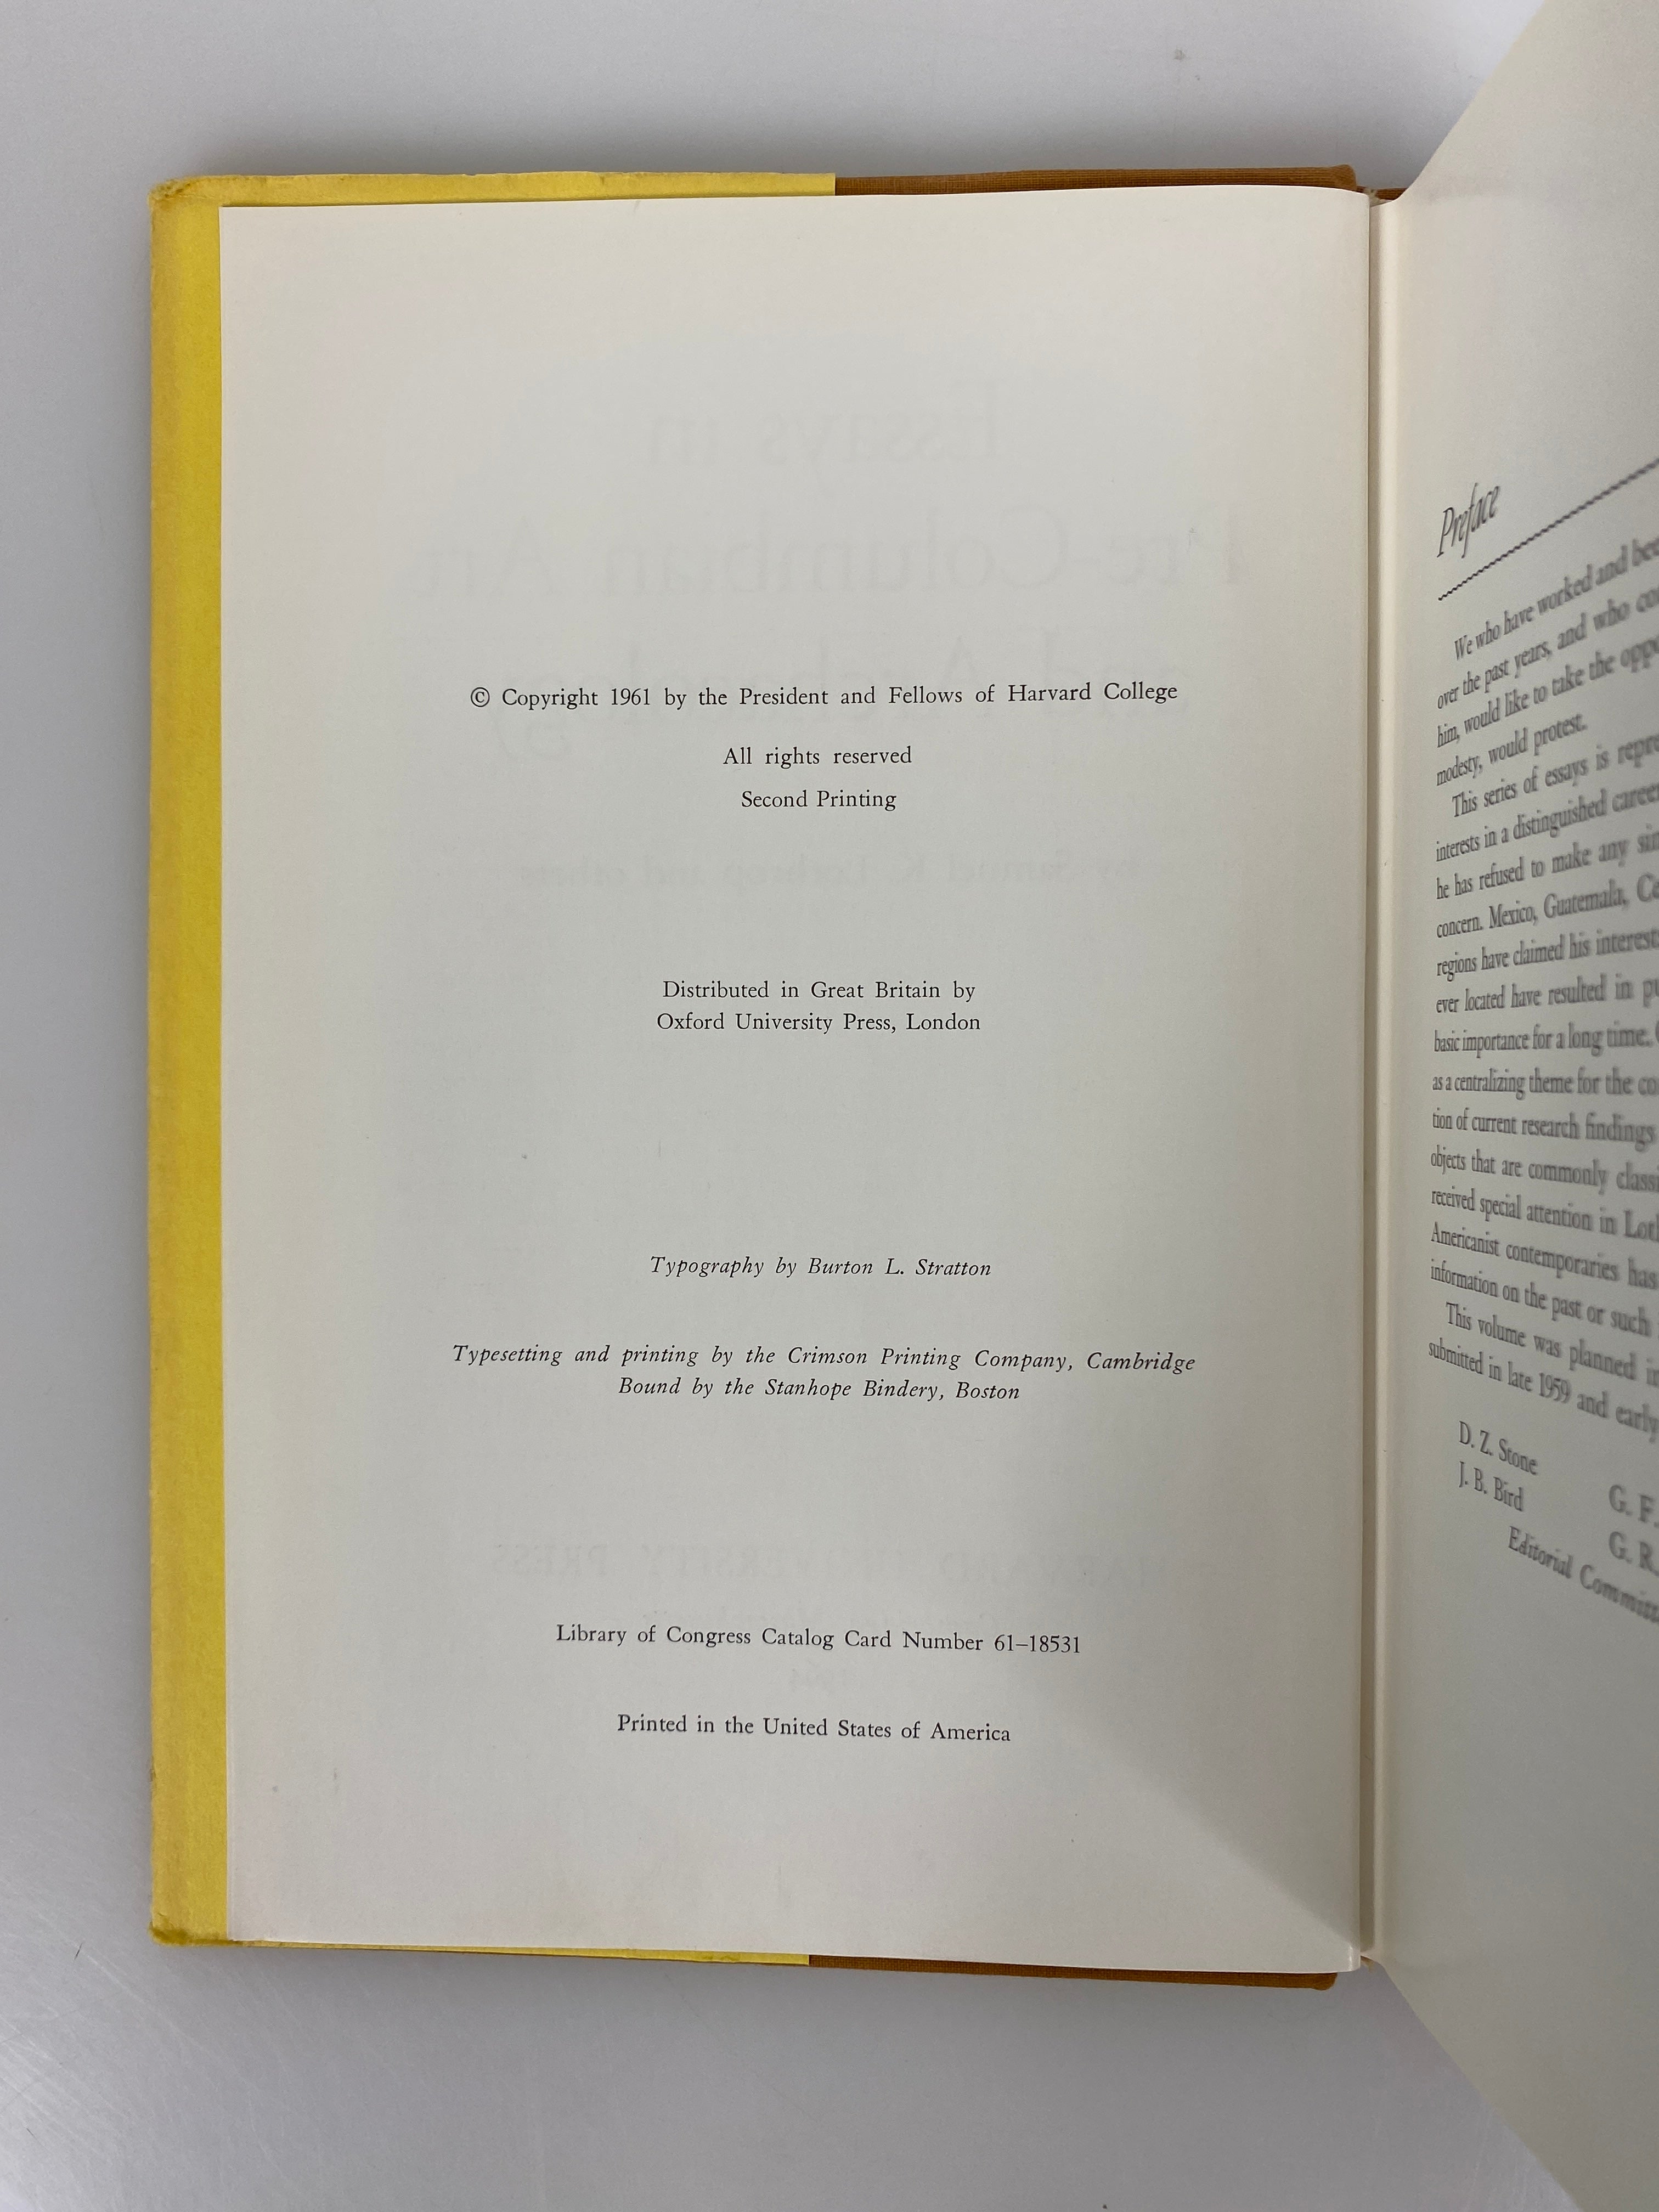 © Copyright 1961 by the President and Fellows of Harvard College
All rights reserved
Second Printing
Distributed in Great Britain by
Oxford University Press, London
Typography by Burton L. Stratton
Typesetting and printing by the Crimson Printing Company, Cambridge
Bound by the Stanhope Bindery, Boston
Library of Congress Catalog Card Number 61–18531
Printed in the United States of America
Preface
We who have worked and
over the past years, and who
him, would like to take the
modesty, would protest.
This series of essays is
interests in a distinguished
he has refused to make any
concern. Mexico, Guatemala,
regions have claimed his
ever located have resulted in
basic importance for a long time.
as a centralizing theme for the
tion of current research findings
objects that are commonly
received special attention in
Americanist contemporaries has
information on the past or such
This volume was planned
submitted in late 1959 and
D. Z. Stone
J. B. Bird
G. F.
G. R.
Editorial